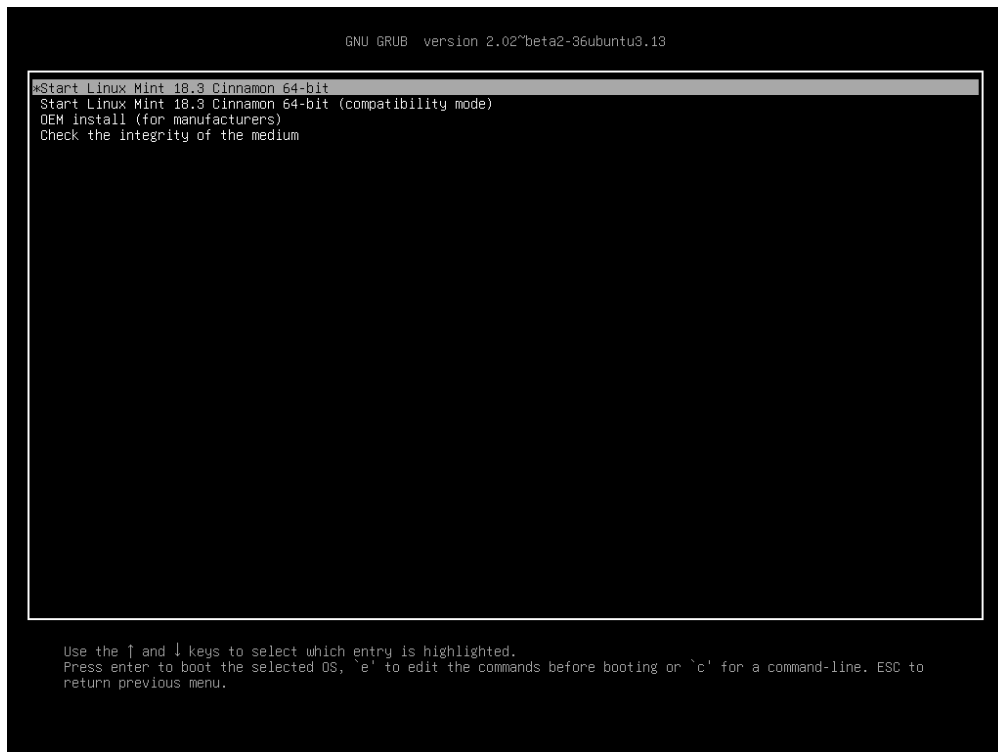 GNU GRUB  version 2.02~beta2-36ubuntu3.13
*Start Linux Mint 18.3 Cinnamon 64-bit
Start Linux Mint 18.3 Cinnamon 64-bit (compatibility mode)
OEM install (for manufacturers)
Check the integrity of the medium
Use the ↑ and ↓ keys to select which entry is highlighted.
Press enter to boot the selected OS, `e' to edit the commands before booting or `c' for a command-line. ESC to
return previous menu.